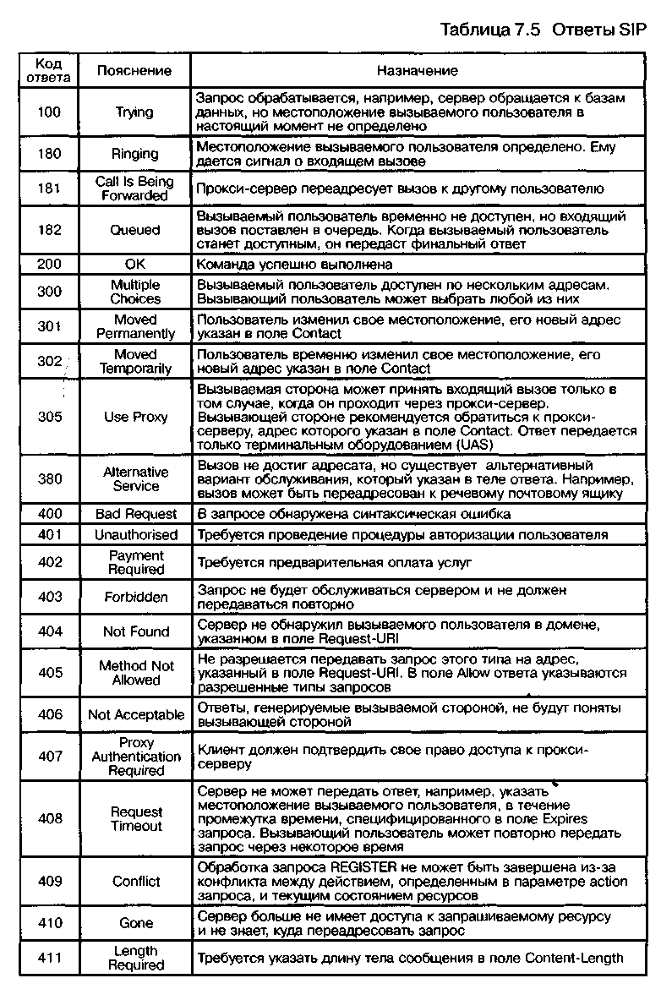 Таблица 7.5 Ответы SIP
Код
ответа
Пояснение
Назначение
100
Trying
Запрос обрабатывается, например, сервер обращается к базам
данных, но местоположение вызываемого пользователя в
настоящий момент не определено
180
Ringing
Местоположение вызываемого пользователя определено. Ему
дается сигнал о входящем вызове
181
Call Is Being
Forwarded
Прокси-сервер переадресует вызов к другому пользователю
182
Queued
Вызываемый пользователь временно не доступен, но входящий
вызов поставлен в очередь. Когда вызываемый пользователь
станет доступным, он передаст финальный ответ
200
OK
Команда успешно выполнена
300
Multiple
Choices
Вызываемый пользователь доступен по нескольким адресам.
Вызывающий пользователь может выбрать любой из них
301
Moved
Permanently
Пользователь изменил свое местоположение, его новый адрес
указан в поле Contact
302
Moved
Temporarily
Пользователь временно изменил свое местоположение, его
новый адрес указан в поле Contact
305
Use Proxy
Вызываемая сторона может принять входящий вызов только в
том случае, когда он проходит через прокси-сервер.
Вызывающей стороне рекомендуется обратиться к прокси-
серверу, адрес которого указан в поле Contact. Ответ передается
только терминальным оборудованием (UAS)
380
Alternative
Service
Вызов не достиг адресата, но существует альтернативный
вариант обслуживания, который указан в теле ответа. Например,
вызов может быть переадресован к речевому почтовому ящику
400
Bad Request
В запросе обнаружена синтаксическая ошибка
401
Unauthorised
Требуется проведение процедуры авторизации пользователя
402
Payment
Required
Требуется предварительная оплата услуг
403
Forbidden
Запрос не будет обслуживаться сервером и не должен
передаваться повторно
404
Not Found
Сервер не обнаружил вызываемого пользователя в домене,
указанном в поле Request-URI
405
Method Not
Allowed
Не разрешается передавать запрос этого типа на адрес,
указанный в поле Request-URI. В поле Allow ответа указываются
разрешенные типы запросов
406
Not Acceptable
Ответы, генерируемые вызываемой стороной, не будут поняты
вызывающей стороной
407
Proxy
Authentication
Required
Клиент должен подтвердить свое право доступа к прокси-
серверу
408
Request
Timeout
Сервер не может передать ответ, например, указать
местоположение вызываемого пользователя, в течение
промежутка времени, специфицированного в поле Expires
запроса. Вызывающий пользователь может повторно передать
запрос через некоторое время
409
Conflict
Обработка запроса REGISTER не может быть завершена из-за
конфликта между действием, определенным в параметре action
запроса, и текущим состоянием ресурсов
410
Gone
Сервер больше не имеет доступа к запрашиваемому ресурсу
и не знает, куда переадресовать запрос
411
Length
Required
Требуется указать длину тела сообщения в поле Content-Length